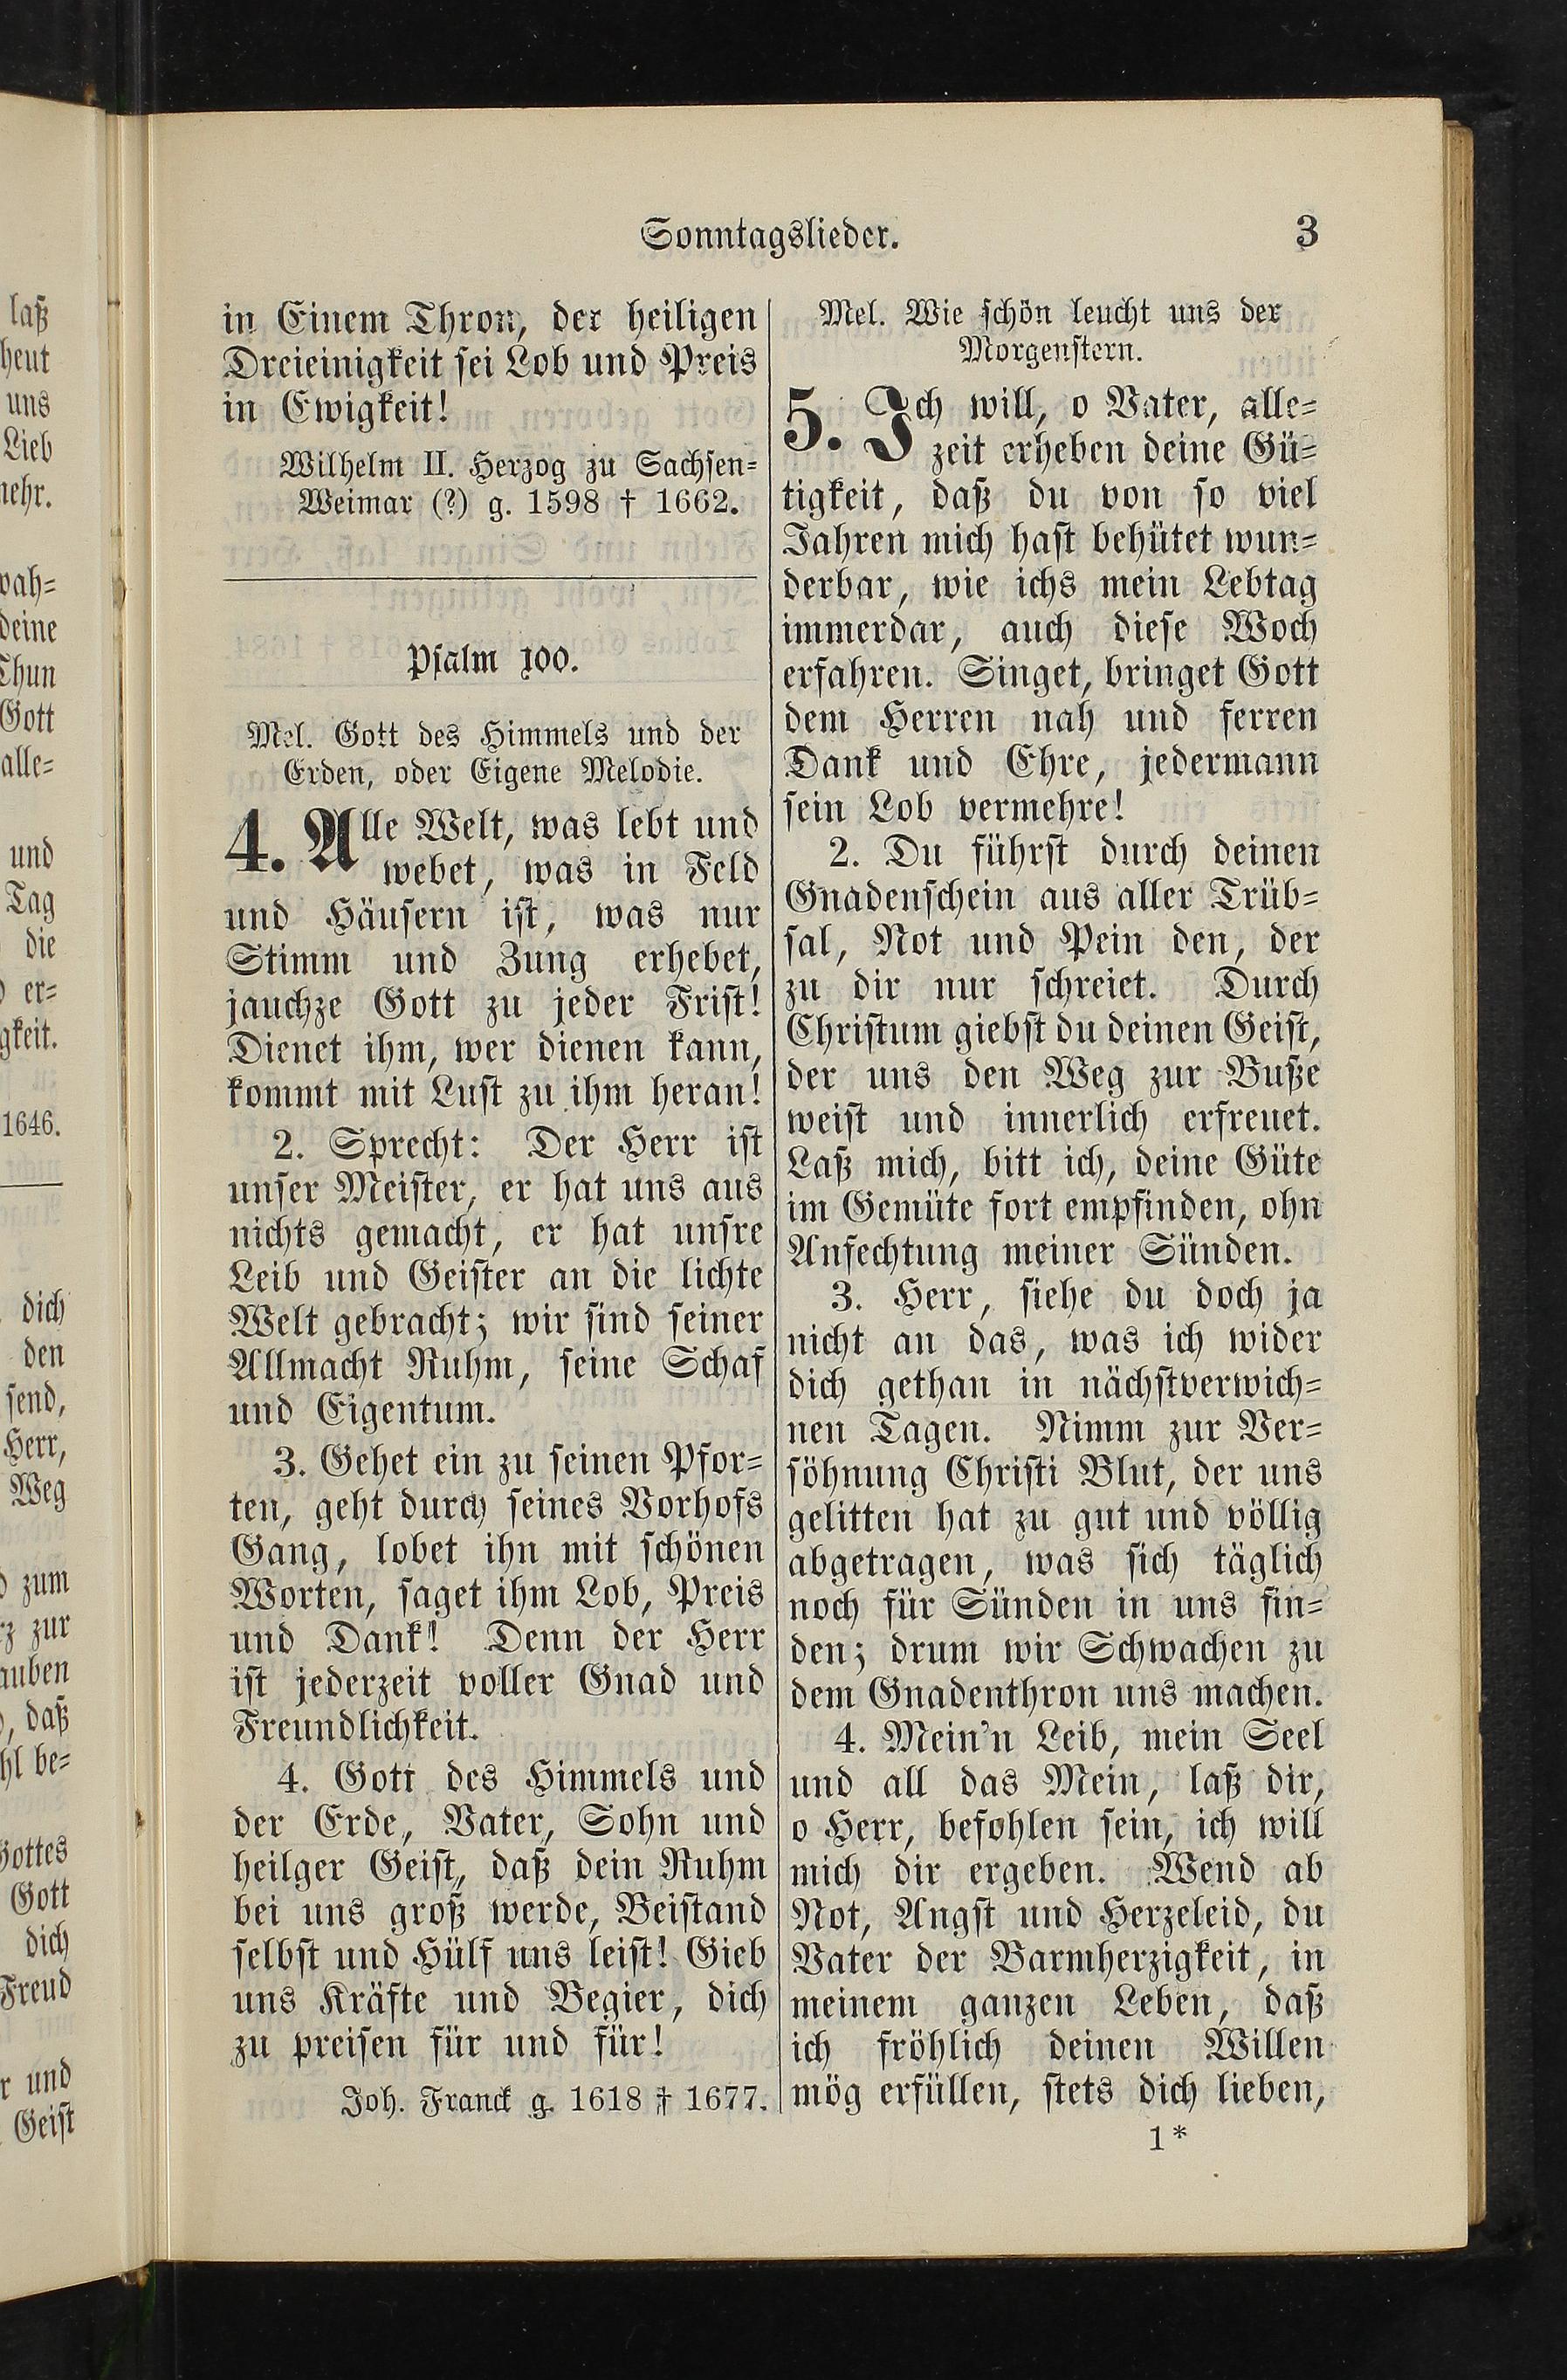 Sonntagslieder. 3
in Einem Thron, der heiligen
Dreieinigkeit sei Lob und Preis
in Ewigkeit!
Wilhelm II. Herzog zu Sachsen-
Weimar (?) g. 1598 † 1662.
Psalm 100.
Mel. Gott des Himmels und der
Erden, oder Eigene Melodie.
4. Alle Welt, was lebt und
webet, was in Feld
und Häusern ist, was nur
Stimm und Zung erhebet,
jauchze Gott zu jeder Frist!
Dienet ihm, wer dienen kann,
kommt mit Lust zu ihm heran!
2. Sprecht: Der Herr ist
unser Meister, er hat uns aus
nichts gemacht, er hat unsre
Leib und Geister an die lichte
Welt gebracht; wir sind seiner
Allmacht Ruhm, seine Schaf
und Eigentum.
3. Gehet ein zu seinen Pfor-
ten, geht durch seines Vorhofs
Gang, lobet ihn mit schönen
Worten, saget ihm Lob, Preis
und Dank! Denn der Herr
ist jederzeit voller Gnad und
Freundlichkeit.
4. Gott des Himmels und
der Erde, Vater, Sohn und
heilger Geist, daß dein Ruhm
bei uns groß werde, Beistand
selbst und Hülf uns leist! Gieb
uns Kräfte und Begier, dich
zu preisen für und für!
Joh. Franck g. 1618 † 1677.
Mel. Wie schön leucht uns der
Morgenstern.
5. Ich will, o Vater, alle-
zeit erheben deine Gü-
tigkeit, daß du von so viel
Jahren mich hast behütet wun-
derbar, wie ichs mein Lebtag
immerdar, auch diese Woch
erfahren. Singet, bringet Gott
dem Herren nah und ferren
Dank und Ehre, jedermann
sein Lob vermehre!
2. Du führst durch deinen
Gnadenschein aus aller Trüb-
sal, Not und Pein den, der
zu dir nur schreiet. Durch
Christum giebst du deinen Geist,
der uns den Weg zur Buße
weist und innerlich erfreuet.
Laß mich, bitt ich, deine Güte
im Gemüte fort empfinden, ohn
Anfechtung meiner Sünden.
3. Herr, siehe du doch ja
nicht an das, was ich wider
dich gethan in nächstverwich-
nen Tagen. Nimm zur Ver-
söhnung Christi Blut, der uns
gelitten hat zu gut und völlig
abgetragen, was sich täglich
noch für Sünden in uns fin-
den; drum wir Schwachen zu
dem Gnadenthron uns machen.
4. Mein'n Leib, mein Seel
und all das Mein, laß dir,
o Herr, befohlen sein, ich will
mich dir ergeben. Wend ab
Not, Angst und Herzeleid, du
Vater der Barmherzigkeit, in
meinem ganzen Leben, daß
ich fröhlich deinen Willen
mög erfüllen, stets dich lieben,
1*